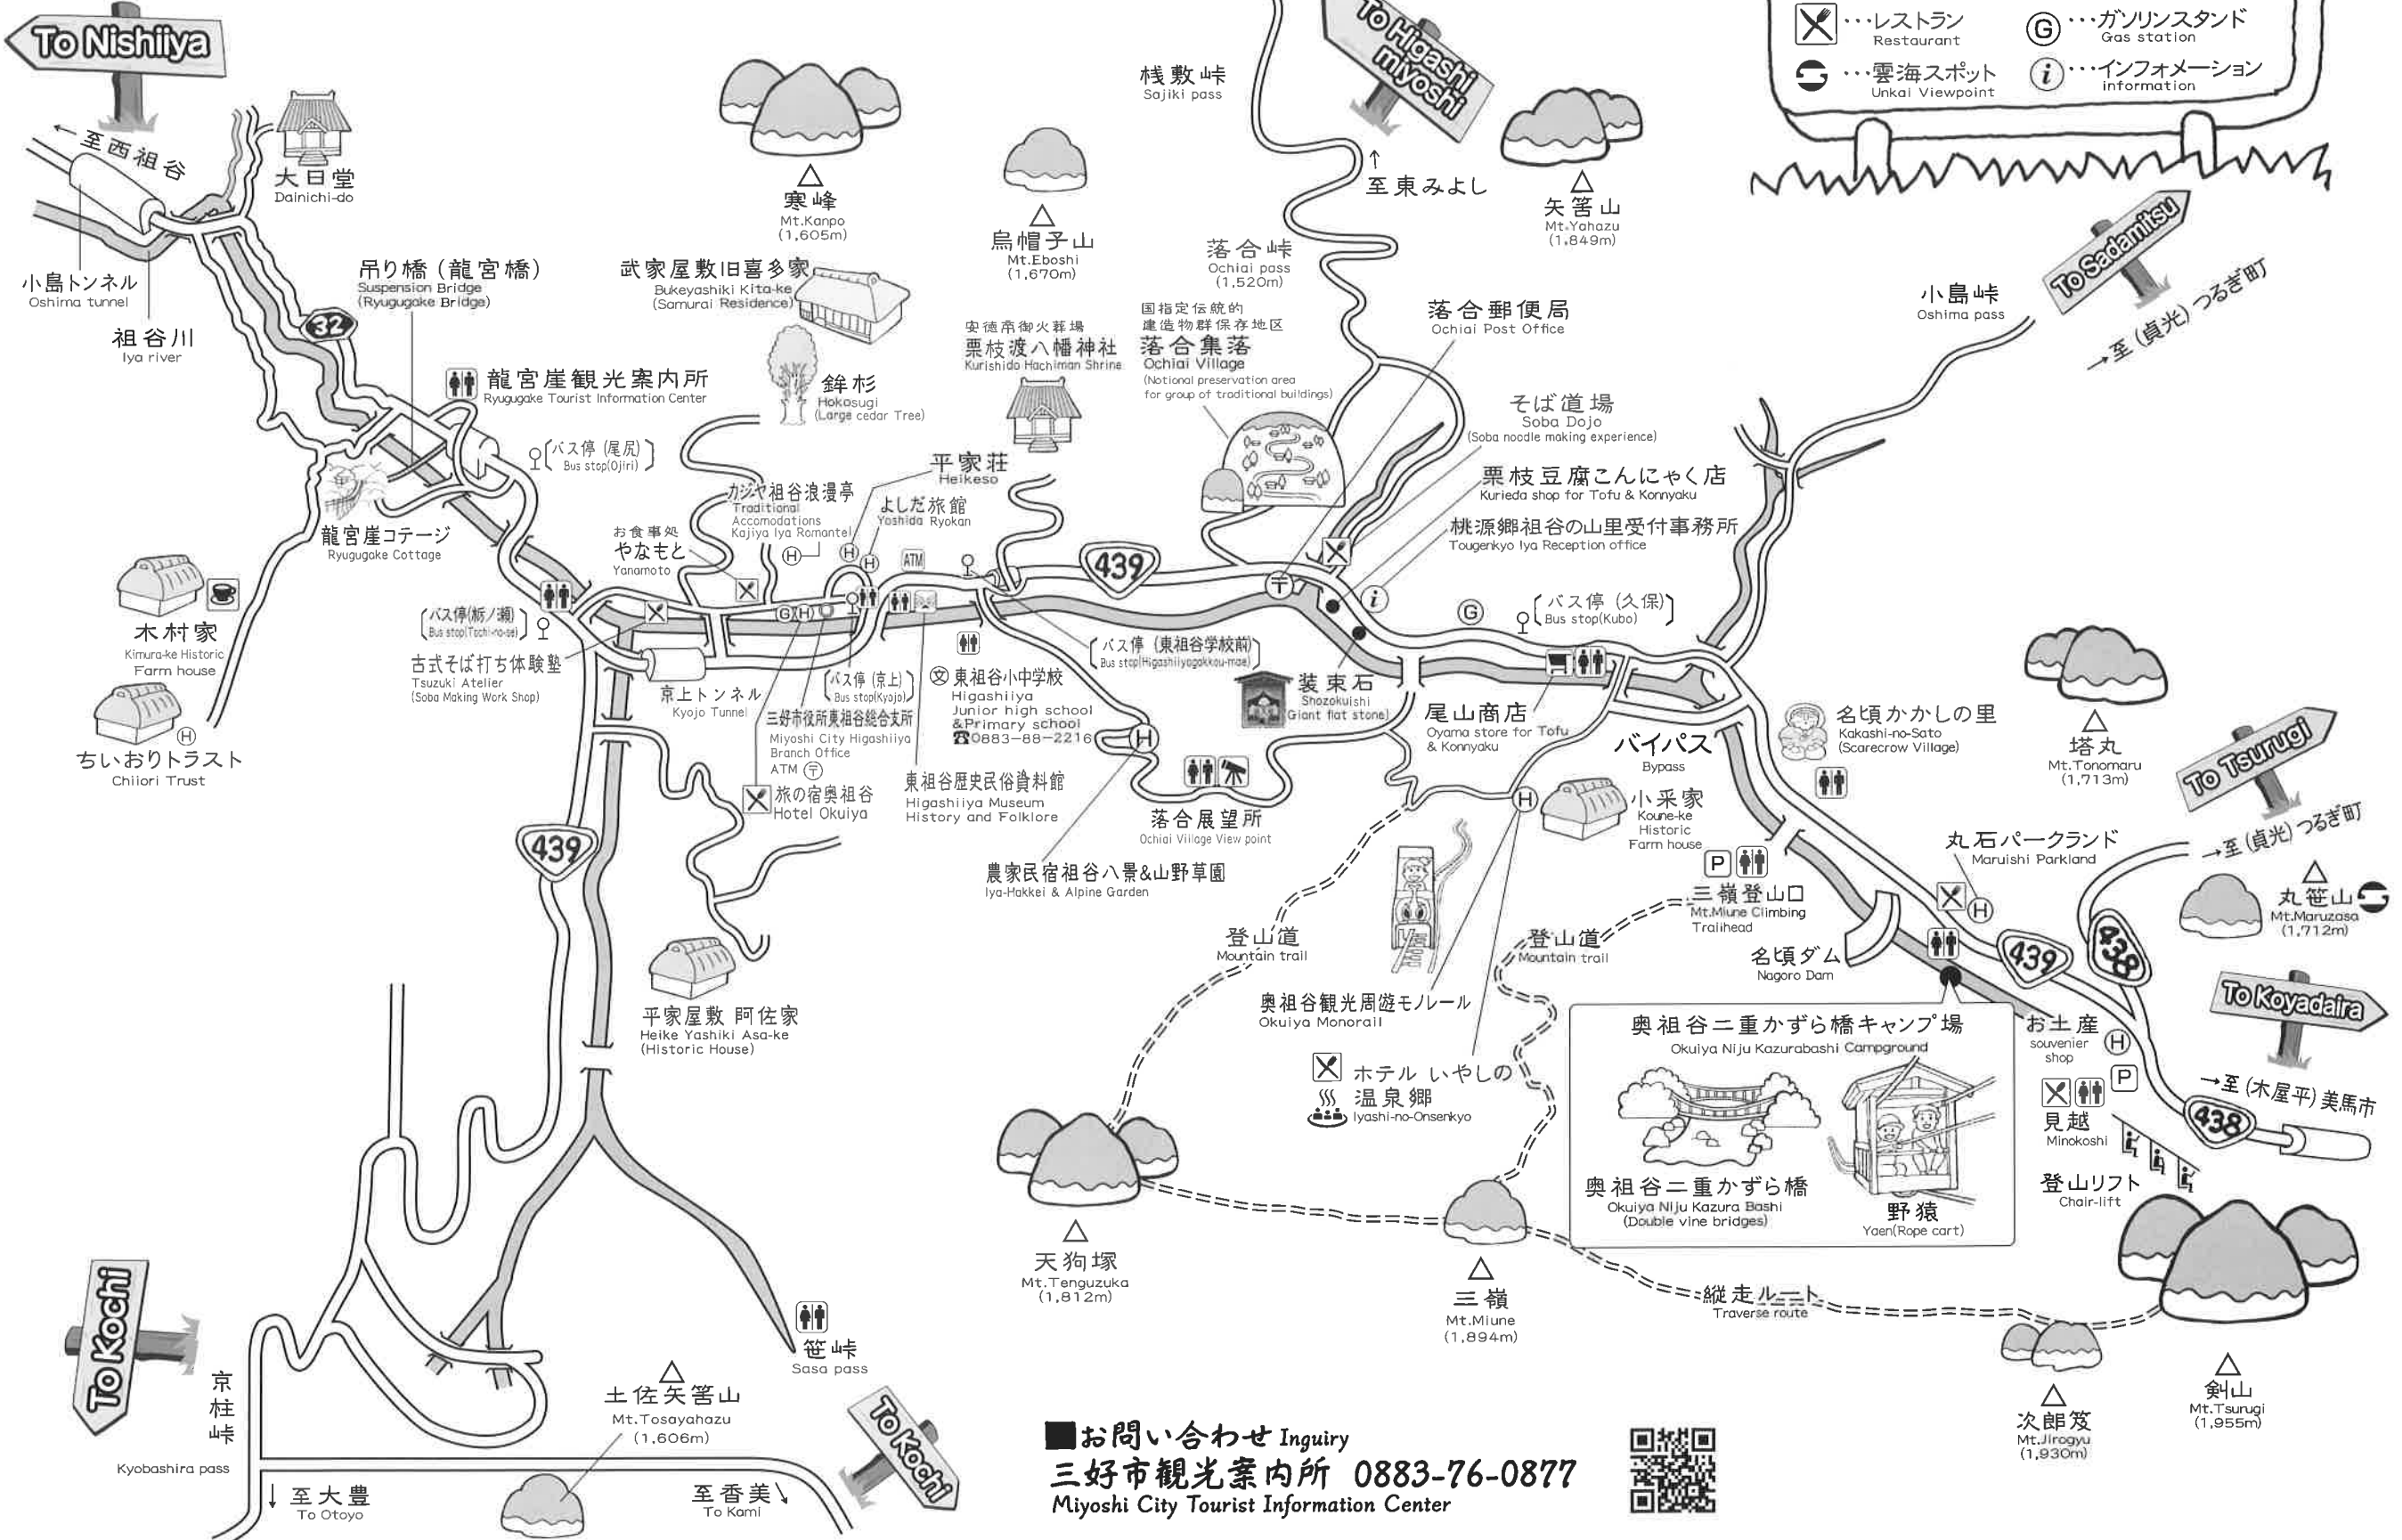 To Nishiiya
To Higashi
miyoshi
…レストラン
Restaurant
…ガソリンスタンド
Gas station
…雲海スポット
Unkai Viewpoint
…インフォメーション
information
←至西祖谷
大日堂
Dainichi-do
桟敷峠
Sajiki pass
↑
至東みよし
寒峰
Mt.Kanpo
(1,605m)
烏帽子山
Mt.Eboshi
(1,670m)
矢筈山
Mt.Yahazu
(1,849m)
落合峠
Ochiai pass
(1,520m)
To Sadamitsu
→至(貞光)つるぎ町
小島峠
Oshima pass
小島トンネル
Oshima tunnel
祖谷川
Iya river
吊り橋(龍宮橋)
Suspension Bridge
(Ryugugake Bridge)
32
武家屋敷旧喜多家
Bukeyashiki Kita-ke
(Samurai Residence)
鉾杉
Hokosugi
(Large cedar Tree)
安徳帝御火葬場
栗枝渡八幡神社
Kurishido Hachiman Shrine
国指定伝統的
建造物群保存地区
落合集落
Ochiai Village
(Notional preservation area
for group of traditional buildings)
落合郵便局
Ochiai Post Office
龍宮崖観光案内所
Ryugugake Tourist Information Center
バス停(尾尻)
Bus stop(Ojiri)
そば道場
Soba Dojo
(Soba noodle making experience)
栗枝豆腐こんにゃく店
Kurieda shop for Tofu & Konnyaku
桃源郷祖谷の山里受付事務所
Tougenkyo Iya Reception office
龍宮崖コテージ
Ryugugake Cottage
お食事処
やなもと
Yanamoto
カジヤ祖谷浪漫亭
Traditional
Accomodations
Kajiya Iya Romantei
H
平家荘
Heikeso
H
よしだ旅館
Yoshida Ryokan
H
ATM
439
〒
i
G
バス停(久保)
Bus stop(Kubo)
木村家
Kimura-ke Historic
Farm house
ちいおりトラスト
Chiiori Trust
H
バス停(栃ノ瀬)
Bus stop(Tochi-no-se)
古式そば打ち体験塾
Tsuzuki Atelier
(Soba Making Work Shop)
G
H
京上トンネル
Kyojo Tunnel
バス停(京上)
Bus stop(Kyojo)
三好市役所東祖谷総合支所
Miyoshi City Higashiiya
Branch Office
ATM 〒
旅の宿奥祖谷
Hotel Okuiya
東祖谷歴史民俗資料館
Higashiiya Museum
History and Folklore
バス停(東祖谷学校前)
Bus stop(Higashiiyagakkou-mae)
文 東祖谷小中学校
Higashiiya
Junior high school
&Primary school
☎0883-88-2216
H
農家民宿祖谷八景&山野草園
Iya-Hakkei & Alpine Garden
落合展望所
Ochiai Village View point
装束石
Shozokuishi
Giant flat stone)
尾山商店
Oyama store for Tofu
& Konnyaku
バイパス
Bypass
名頃かかしの里
Kakashi-no-Sato
(Scarecrow Village)
塔丸
Mt.Tonomaru
(1,713m)
To Tsurugi
→至(貞光)つるぎ町
H
小采家
Koune-ke
Historic
Farm house
丸石パークランド
Maruishi Parkland
H
丸笹山
Mt.Maruzasa
(1,712m)
439
平家屋敷 阿佐家
Heike Yashiki Asa-ke
(Historic House)
登山道
Mountain trail
登山道
Mountain trail
P
三嶺登山口
Mt.Miune Climbing
Trailhead
名頃ダム
Nagoro Dam
439
438
To Koyadaira
→至(木屋平)美馬市
438
奥祖谷観光周遊モノレール
Okuiya Monorail
ホテル いやしの
温泉郷
Iyashi-no-Onsenkyo
奥祖谷二重かずら橋キャンプ場
Okuiya Niju Kazurabashi Campground
奥祖谷二重かずら橋
Okuiya Niju Kazura Bashi
(Double vine bridges)
野猿
Yaen(Rope cart)
お土産
souvenier
shop
H
P
見越
Minokoshi
登山リフト
Chair-lift
天狗塚
Mt.Tenguzuka
(1,812m)
三嶺
Mt.Miune
(1,894m)
縦走ルート
Traverse route
次郎笈
Mt.Jirogyu
(1,930m)
剣山
Mt.Tsurugi
(1,955m)
To Kochi
京柱峠
Kyobashira pass
↓至大豊
To Otoyo
土佐矢筈山
Mt.Tosayahazu
(1,606m)
笹峠
Sasa pass
至香美↘
To Kami
To Kochi
■お問い合わせ Inguiry
三好市観光案内所 0883-76-0877
Miyoshi City Tourist Information Center